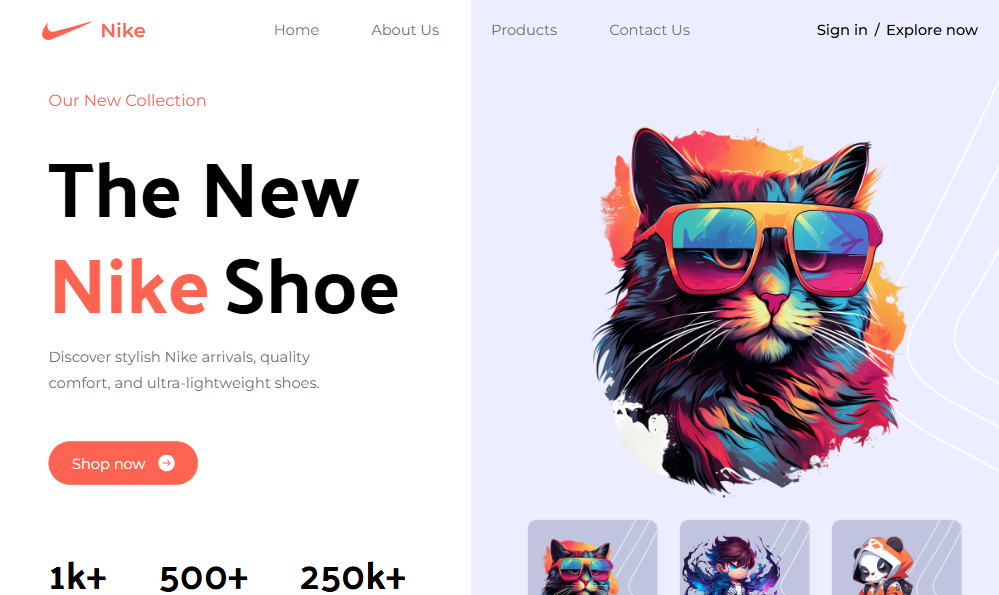 Nike
Home
About Us
Products
Contact Us
Sign in / Explore now
Our New Collection
The New
Nike Shoe
Discover stylish Nike arrivals, quality
comfort, and ultra-lightweight shoes.
Shop now
1k+
500+
250k+